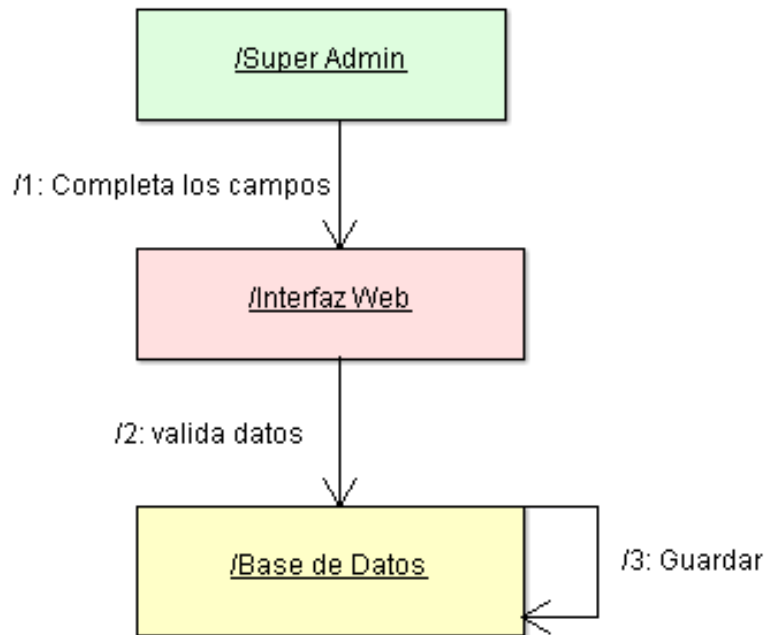 /Super Admin
/1: Completa los campos
/Interfaz Web
/2: valida datos
/Base de Datos
/3: Guardar